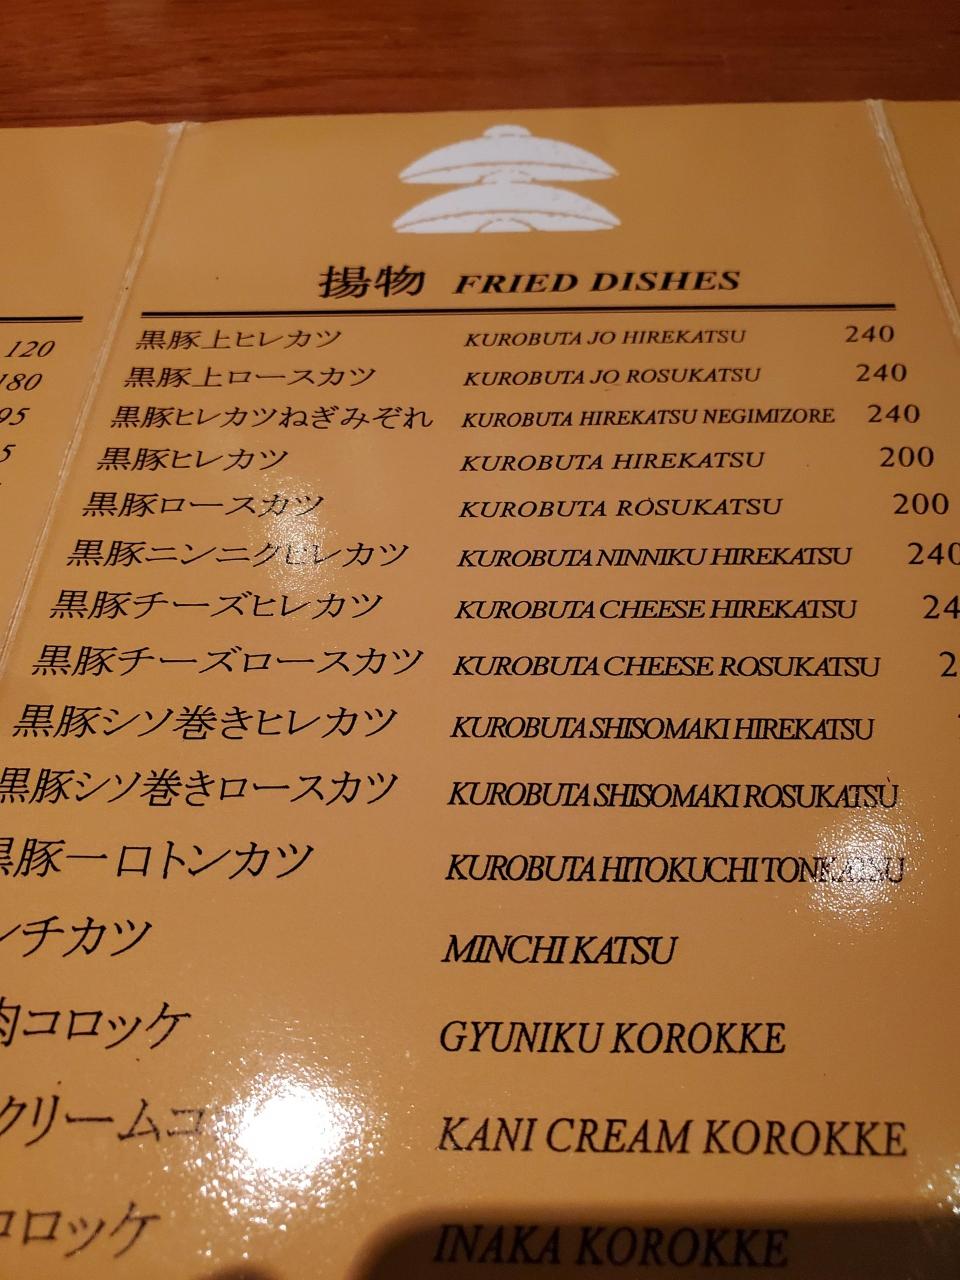 揚物 FRIED DISHES
120
180
95
5
黒豚上ヒレカツ KUROBUTA JO HIREKATSU 240
黒豚上ロースカツ KUROBUTA JO ROSUKATSU 240
黒豚ヒレカツねぎみぞれ KUROBUTA HIREKATSU NEGIMIZORE 240
黒豚ヒレカツ KUROBUTA HIREKATSU 200
黒豚ロースカツ KUROBUTA ROSUKATSU 200
黒豚ニンニクヒレカツ KUROBUTA NINNIKU HIREKATSU 240
黒豚チーズヒレカツ KUROBUTA CHEESE HIREKATSU 24
黒豚チーズロースカツ KUROBUTA CHEESE ROSUKATSU 2
黒豚シソ巻きヒレカツ KUROBUTA SHISOMAKI HIREKATSU
黒豚シソ巻きロースカツ KUROBUTA SHISOMAKI ROSUKATSU
黒豚一口トンカツ KUROBUTA HITOKUCHI TONKATSU
ンチカツ MINCHI KATSU
肉コロッケ GYUNIKU KOROKKE
クリームコ KANI CREAM KOROKKE
コロッケ INAKA KOROKKE